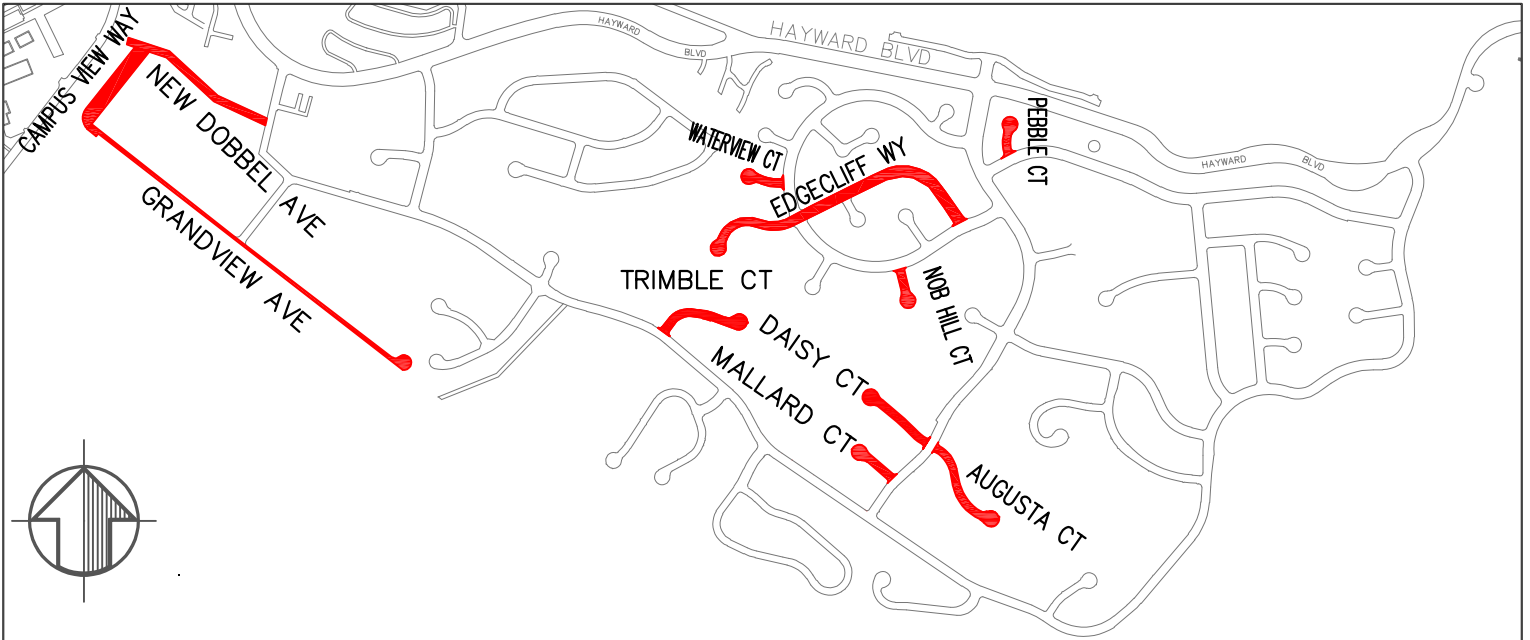 HAYWARD
BLVD
HAYWARD BLVD
CAMPUS VIEW WAY
NEW DOBBEL AVE
GRANDVIEW AVE
WATERVIEW CT
EDGECLIFF WY
PEBBLE CT
HAYWARD
BLVD
TRIMBLE CT
NOB HILL CT
DAISY CT
MALLARD CT
AUGUSTA CT
E